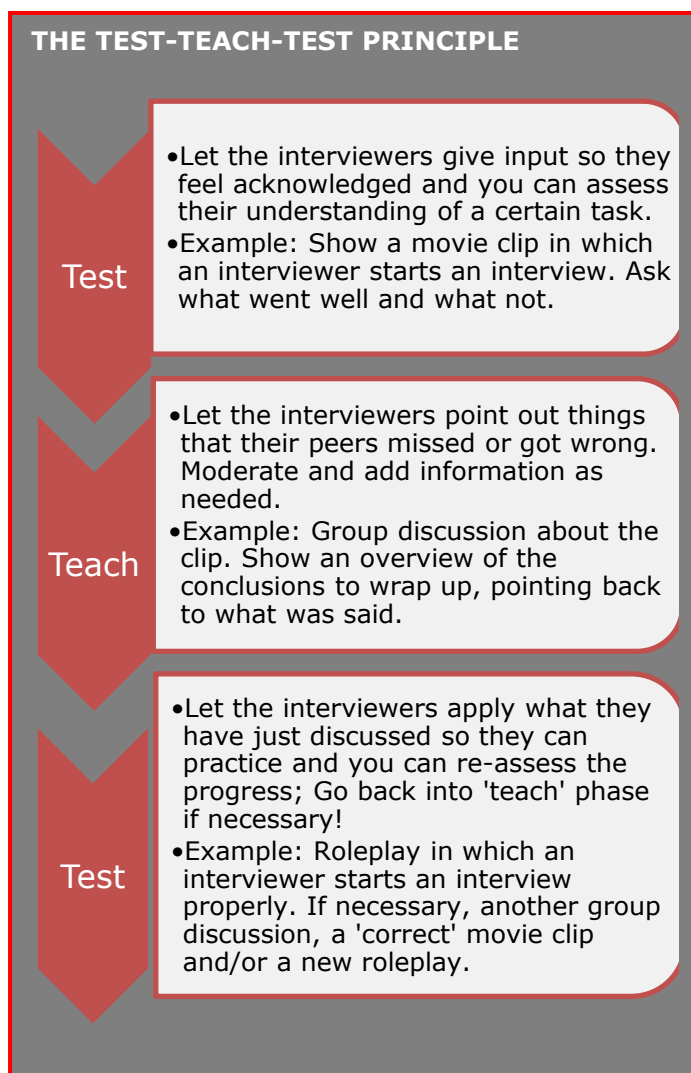 THE TEST-TEACH-TEST PRINCIPLE
Test
•Let the interviewers give input so they
feel acknowledged and you can assess
their understanding of a certain task.
•Example: Show a movie clip in which
an interviewer starts an interview. Ask
what went well and what not.
Teach
•Let the interviewers point out things
that their peers missed or got wrong.
Moderate and add information as
needed.
•Example: Group discussion about the
clip. Show an overview of the
conclusions to wrap up, pointing back
to what was said.
Test
•Let the interviewers apply what they
have just discussed so they can
practice and you can re-assess the
progress; Go back into 'teach' phase
if necessary!
•Example: Roleplay in which an
interviewer starts an interview
properly. If necessary, another group
discussion, a 'correct' movie clip
and/or a new roleplay.